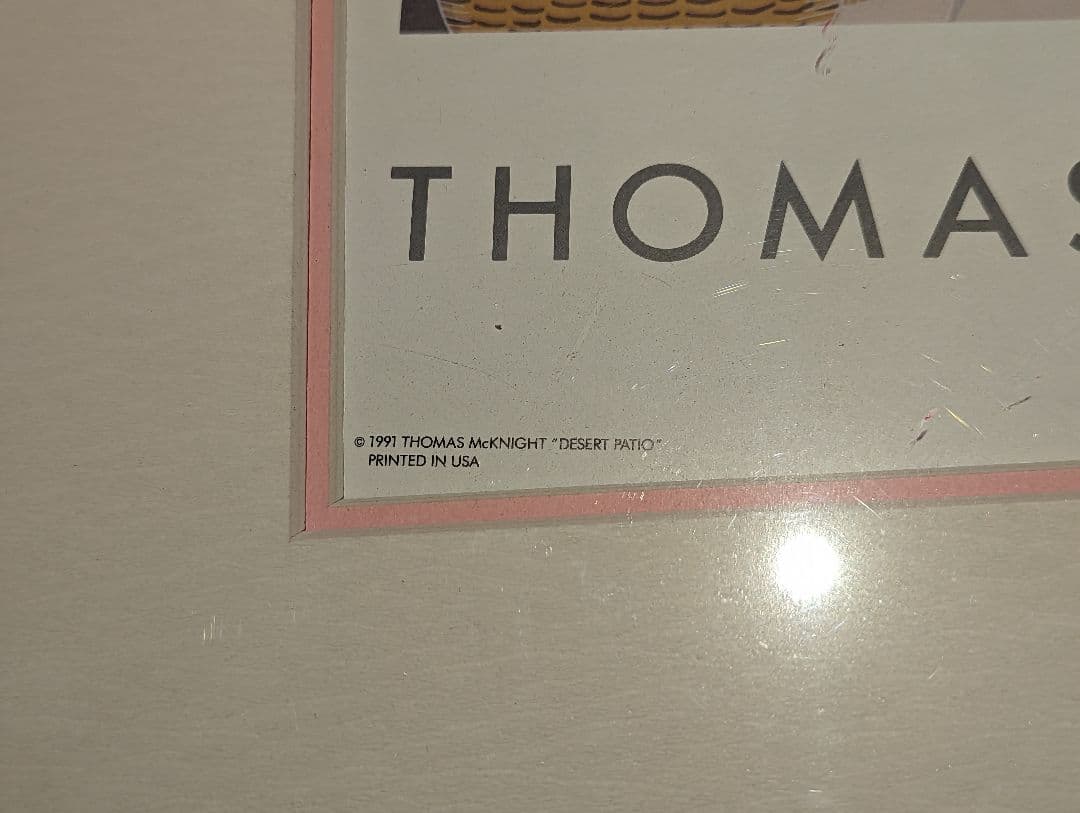 THOMAS
© 1991 THOMAS McKNIGHT "DESERT PATIO"
PRINTED IN USA